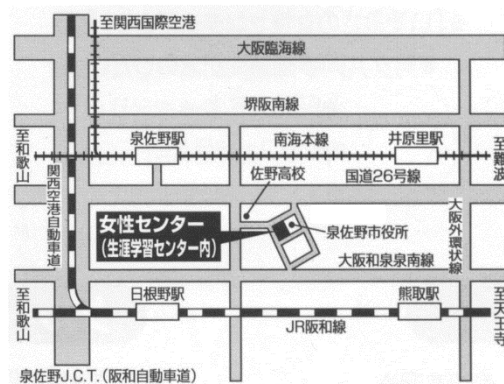 至関西国際空港
大阪臨海線
堺阪南線
至和歌山
泉佐野駅
南海本線
井原里駅
至難波
佐野高校
国道26号線
関西空港自動車道
女性センター
(生涯学習センター内)
泉佐野市役所
大阪外環状線
大阪和泉泉南線
至和歌山
日根野駅
熊取駅
至天王寺
JR阪和線
泉佐野J.C.T.(阪和自動車道)